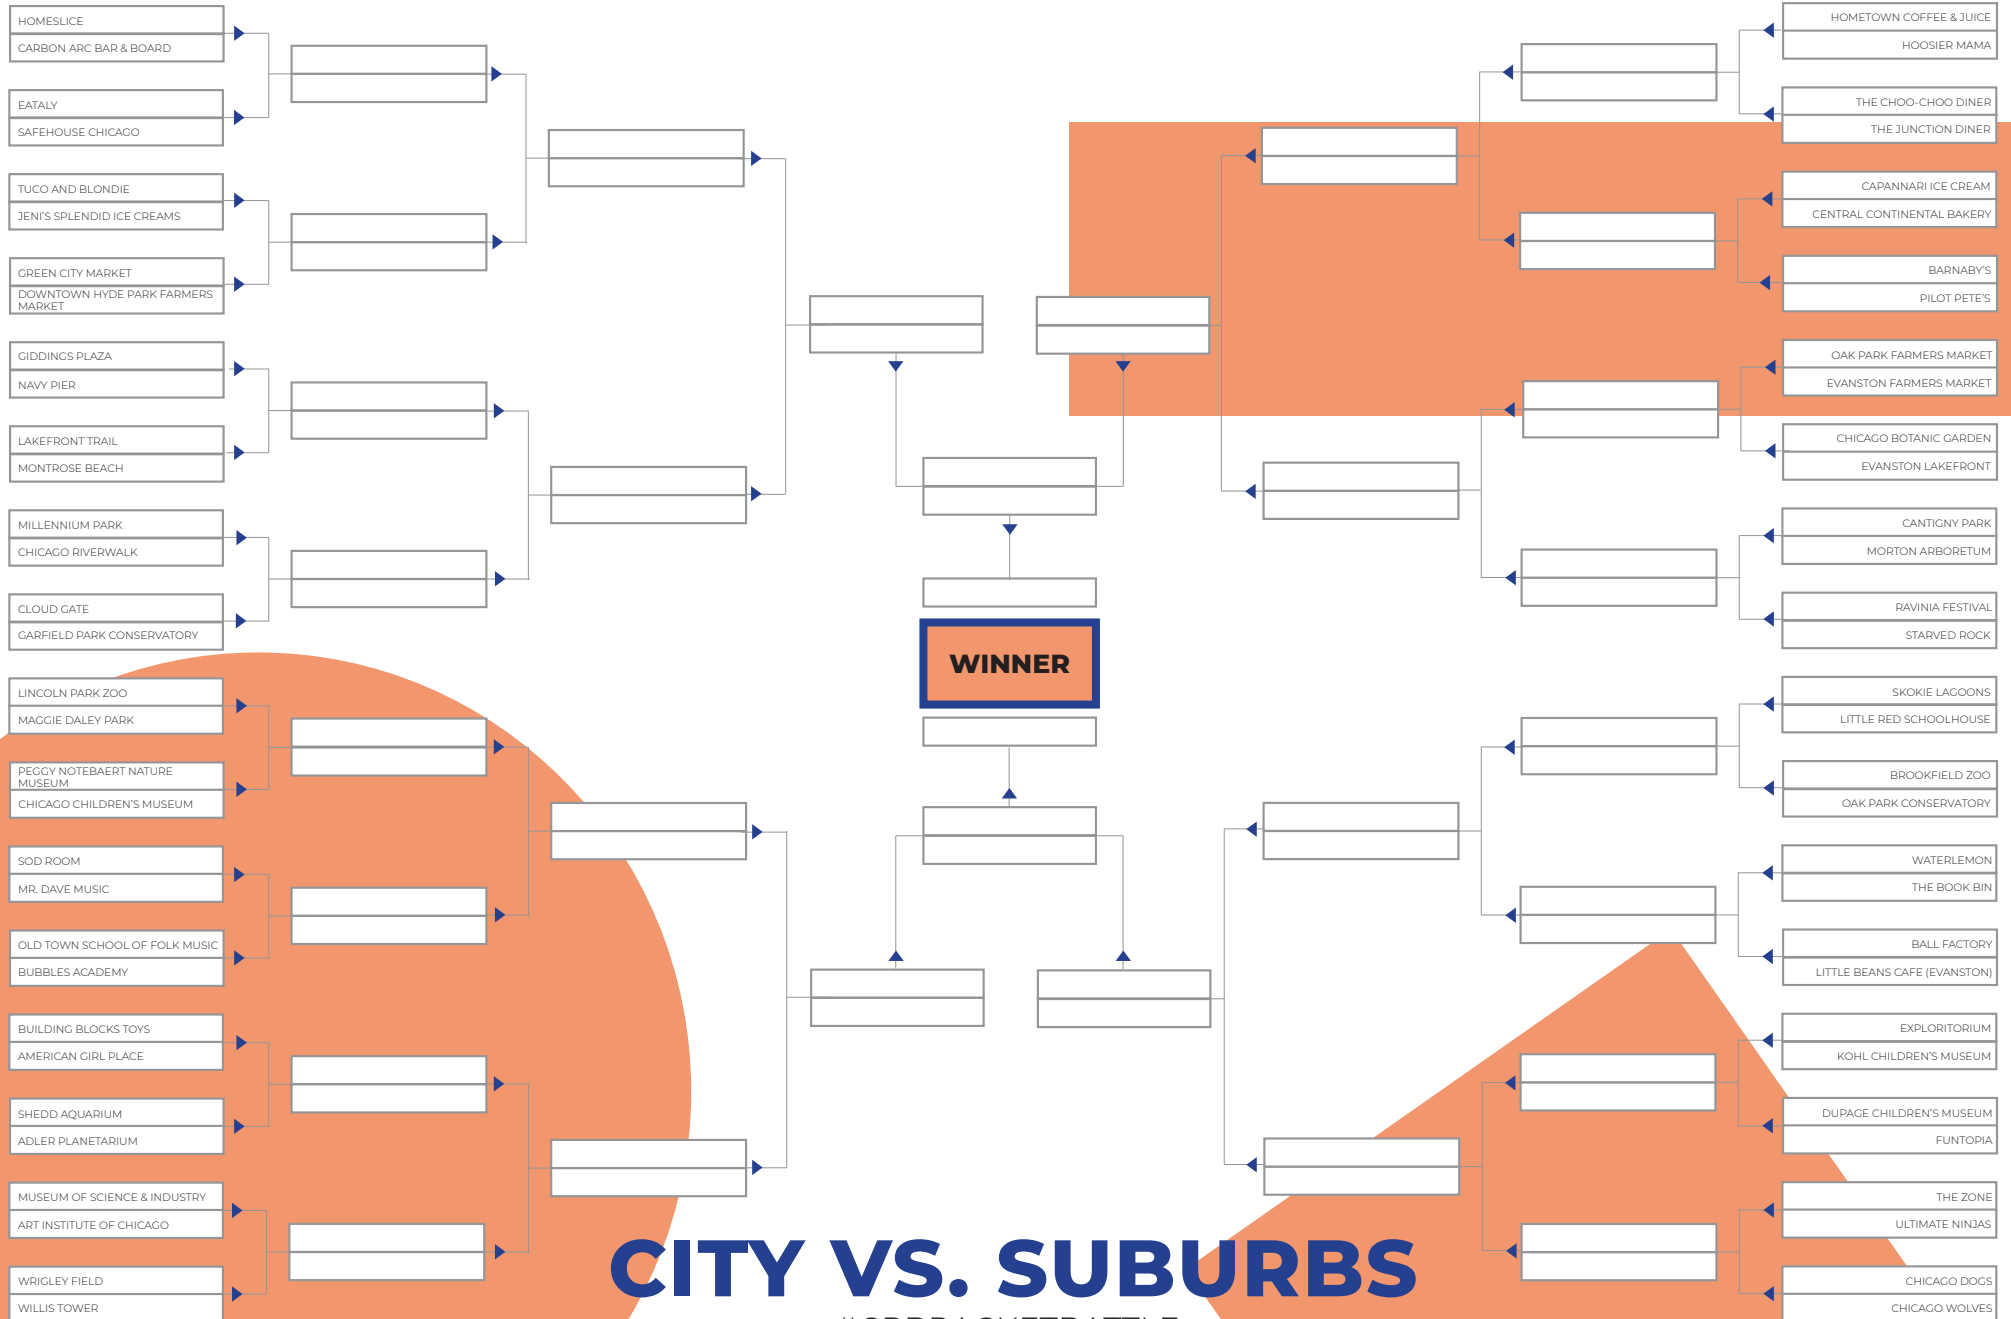 HOMESLICE
CARBON ARC BAR & BOARD
EATALY
SAFEHOUSE CHICAGO
TUCO AND BLONDIE
JENI'S SPLENDID ICE CREAMS
GREEN CITY MARKET
DOWNTOWN HYDE PARK FARMERS
MARKET
GIDDINGS PLAZA
NAVY PIER
LAKEFRONT TRAIL
MONTROSE BEACH
MILLENNIUM PARK
CHICAGO RIVERWALK
CLOUD GATE
GARFIELD PARK CONSERVATORY
LINCOLN PARK ZOO
MAGGIE DALEY PARK
PEGGY NOTEBAERT NATURE
MUSEUM
CHICAGO CHILDREN'S MUSEUM
SOD ROOM
MR. DAVE MUSIC
OLD TOWN SCHOOL OF FOLK MUSIC
BUBBLES ACADEMY
BUILDING BLOCKS TOYS
AMERICAN GIRL PLACE
SHEDD AQUARIUM
ADLER PLANETARIUM
MUSEUM OF SCIENCE & INDUSTRY
ART INSTITUTE OF CHICAGO
WRIGLEY FIELD
WILLIS TOWER
WINNER
HOMETOWN COFFEE & JUICE
HOOSIER MAMA
THE CHOO-CHOO DINER
THE JUNCTION DINER
CAPANNARI ICE CREAM
CENTRAL CONTINENTAL BAKERY
BARNABY'S
PILOT PETE'S
OAK PARK FARMERS MARKET
EVANSTON FARMERS MARKET
CHICAGO BOTANIC GARDEN
EVANSTON LAKEFRONT
CANTIGNY PARK
MORTON ARBORETUM
RAVINIA FESTIVAL
STARVED ROCK
SKOKIE LAGOONS
LITTLE RED SCHOOLHOUSE
BROOKFIELD ZOO
OAK PARK CONSERVATORY
WATERLEMON
THE BOOK BIN
BALL FACTORY
LITTLE BEANS CAFE (EVANSTON)
EXPLORITORIUM
KOHL CHILDREN'S MUSEUM
DUPAGE CHILDREN'S MUSEUM
FUNTOPIA
THE ZONE
ULTIMATE NINJAS
CHICAGO DOGS
CHICAGO WOLVES
CITY VS. SUBURBS